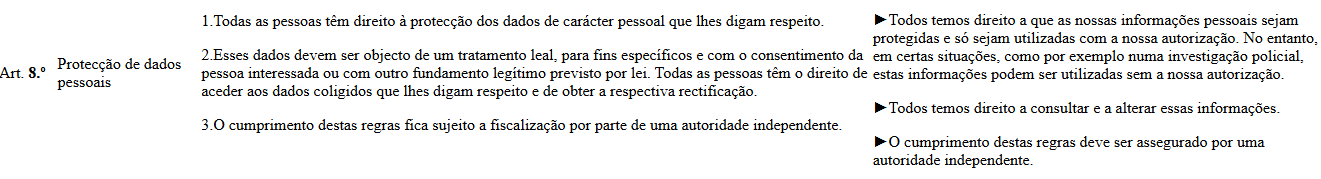 Art. 8.º
Protecção de dados
pessoais
1.Todas as pessoas têm direito à protecção dos dados de carácter pessoal que lhes digam respeito.
2.Esses dados devem ser objecto de um tratamento leal, para fins específicos e com o consentimento da
pessoa interessada ou com outro fundamento legítimo previsto por lei. Todas as pessoas têm o direito de
aceder aos dados coligidos que lhes digam respeito e de obter a respectiva rectificação.
3.O cumprimento destas regras fica sujeito a fiscalização por parte de uma autoridade independente.
►Todos temos direito a que as nossas informações pessoais sejam
protegidas e só sejam utilizadas com a nossa autorização. No entanto,
em certas situações, como por exemplo numa investigação policial,
estas informações podem ser utilizadas sem a nossa autorização.
►Todos temos direito a consultar e a alterar essas informações.
►O cumprimento destas regras deve ser assegurado por uma
autoridade independente.